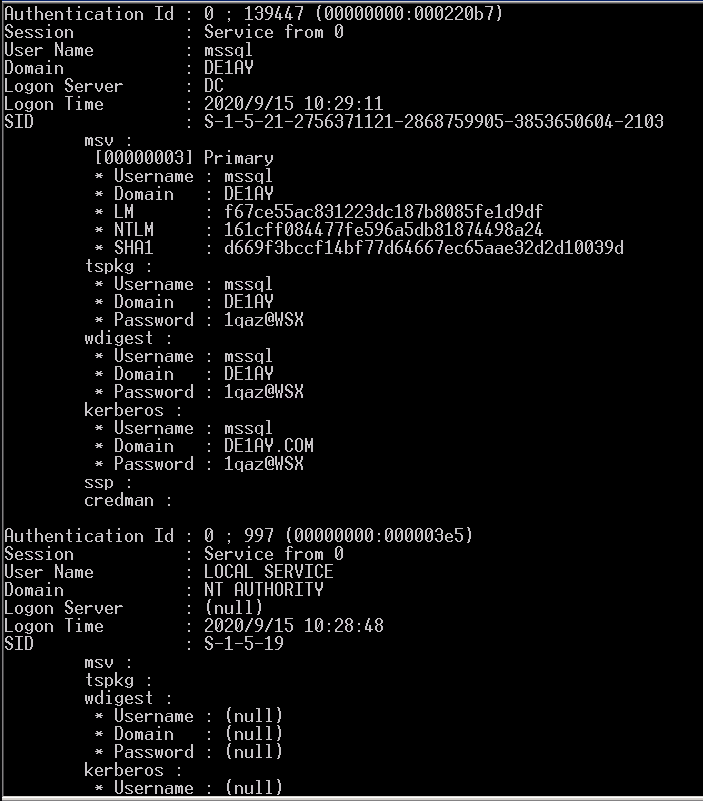 Authentication Id : 0 ; 139447 (00000000:000220b7)
Session           : Service from 0
User Name         : mssql
Domain            : DE1AY
Logon Server      : DC
Logon Time        : 2020/9/15 10:29:11
SID               : S-1-5-21-2756371121-2868759905-3853650604-2103
        msv :
         [00000003] Primary
         * Username : mssql
         * Domain   : DE1AY
         * LM       : f67ce55ac831223dc187b8085fe1d9df
         * NTLM     : 161cff084477fe596a5db81874498a24
         * SHA1     : d669f3bccf14bf77d64667ec65aae32d2d10039d
        tspkg :
         * Username : mssql
         * Domain   : DE1AY
         * Password : 1qaz@WSX
        wdigest :
         * Username : mssql
         * Domain   : DE1AY
         * Password : 1qaz@WSX
        kerberos :
         * Username : mssql
         * Domain   : DE1AY.COM
         * Password : 1qaz@WSX
        ssp :
        credman :
Authentication Id : 0 ; 997 (00000000:000003e5)
Session           : Service from 0
User Name         : LOCAL SERVICE
Domain            : NT AUTHORITY
Logon Server      : (null)
Logon Time        : 2020/9/15 10:28:48
SID               : S-1-5-19
        msv :
        tspkg :
        wdigest :
         * Username : (null)
         * Domain   : (null)
         * Password : (null)
        kerberos :
         * Username : (null)